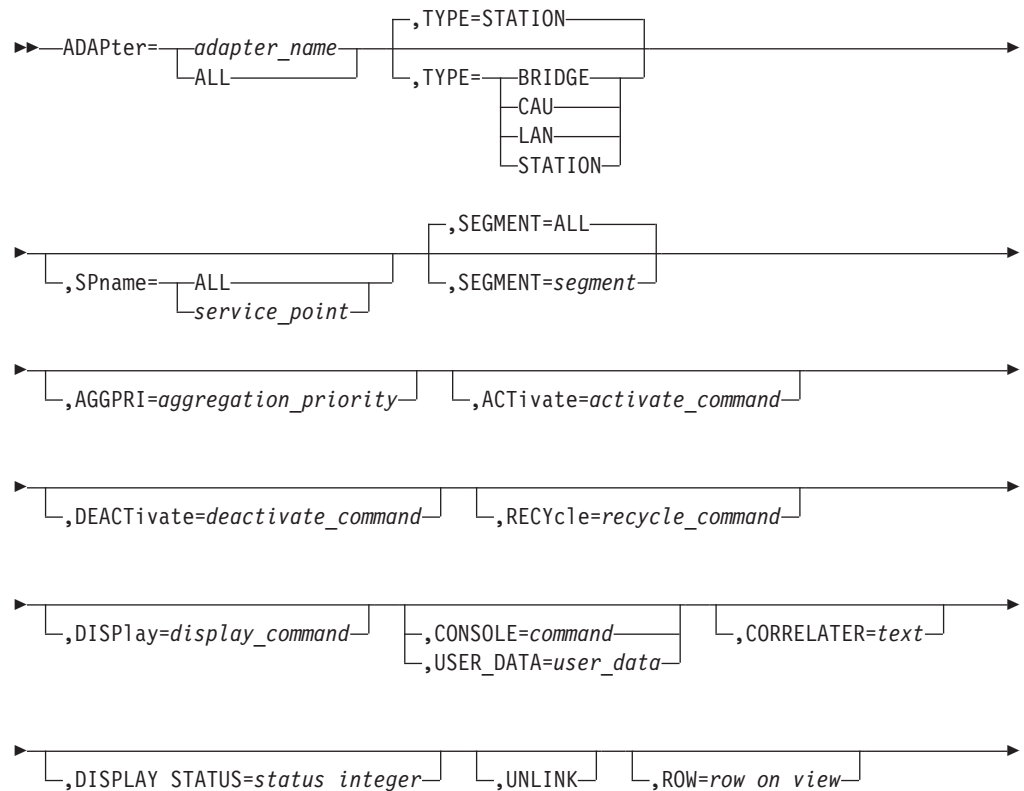 ,TYPE=STATION
ADAPter= adapter_name
ALL
,TYPE= BRIDGE
CAU
LAN
STATION
,SEGMENT=ALL
,SPname= ALL
service_point
,SEGMENT=segment
,AGGPRI=aggregation_priority ,ACTivate=activate_command
,DEACTivate=deactivate_command ,RECYcle=recycle_command
,DISPlay=display_command ,CONSOLE=command ,CORRELATER=text
,USER_DATA=user_data
,DISPLAY STATUS=status integer ,UNLINK ,ROW=row on view